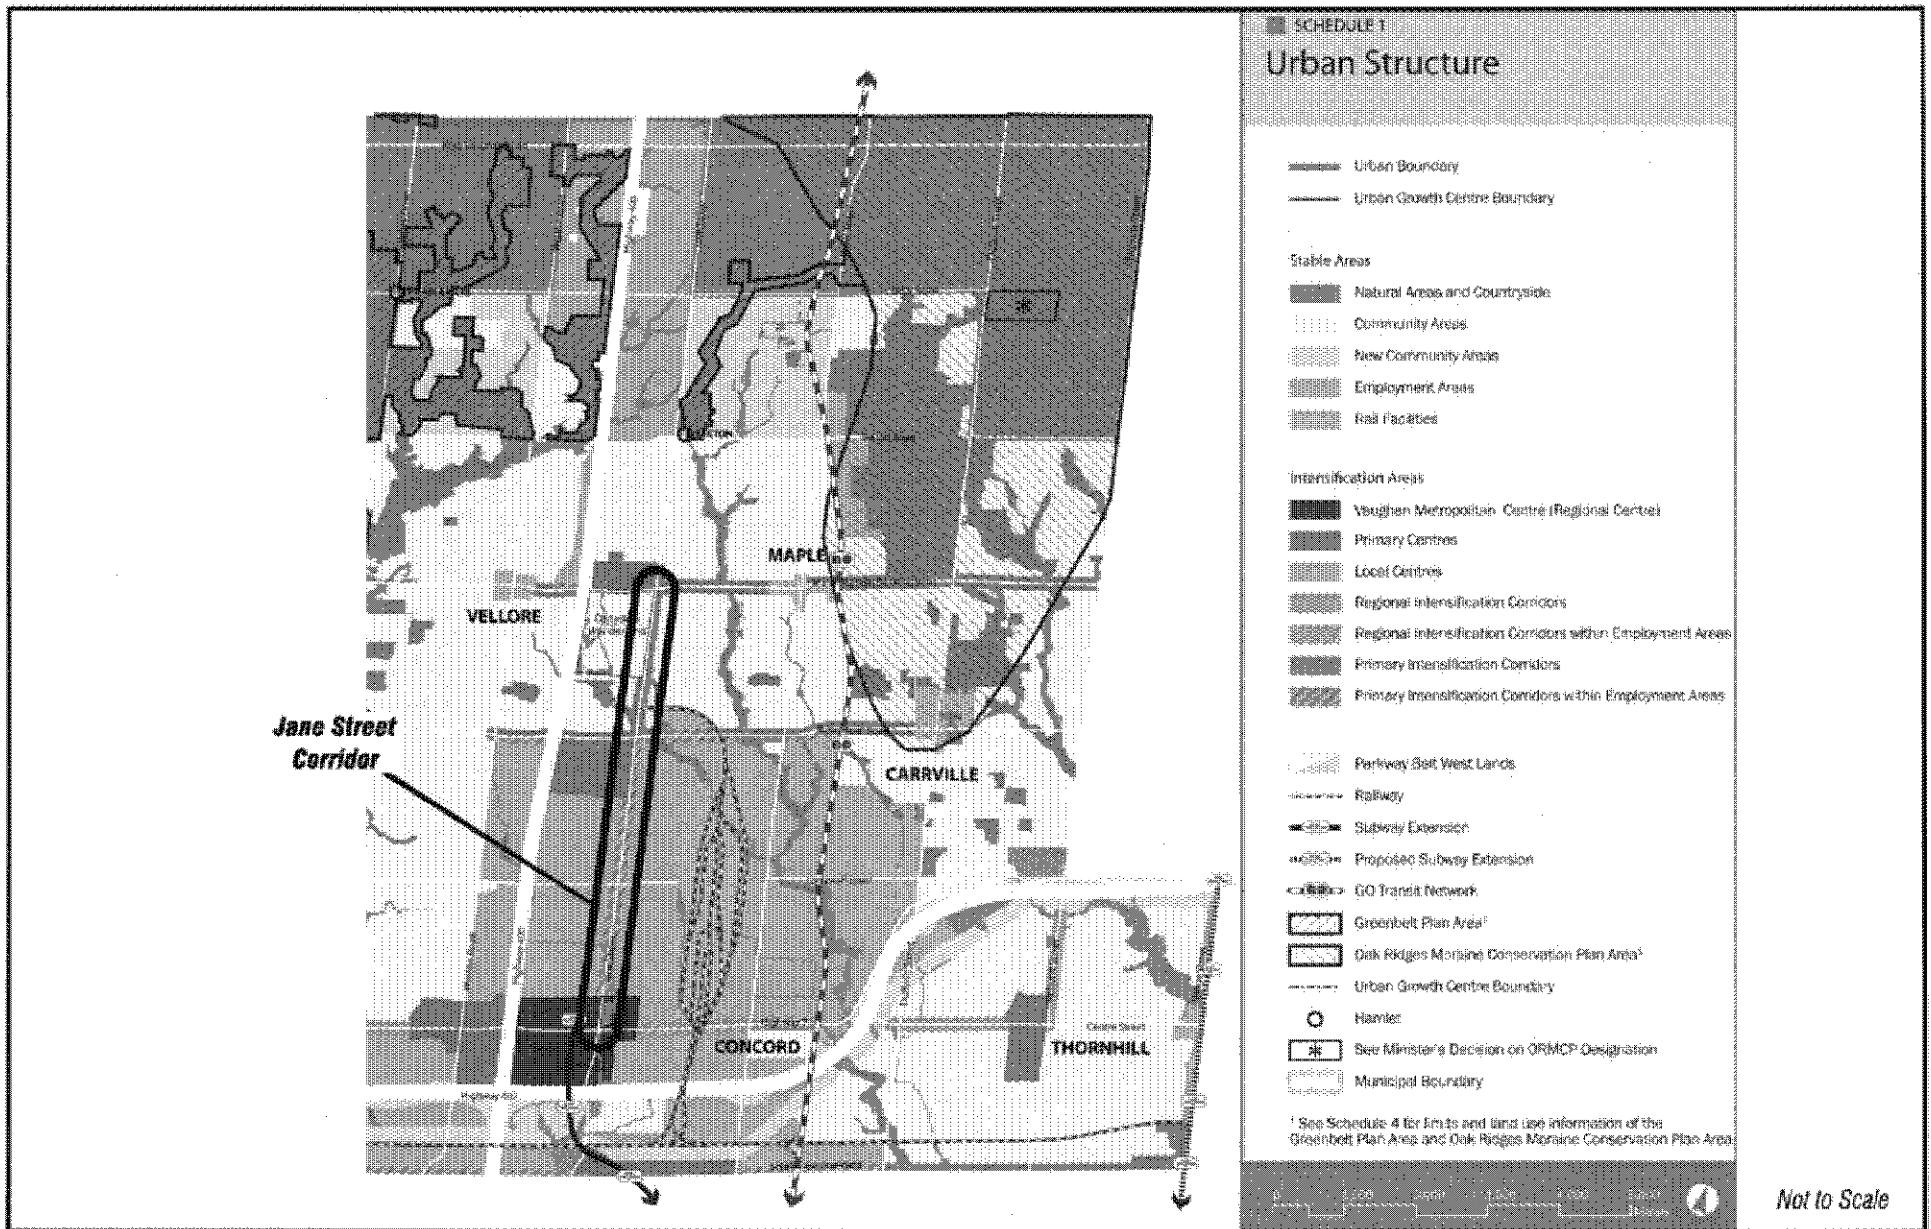 SCHEDULE 1
Urban Structure
Urban Boundary
Urban Growth Centre Boundary
Stable Areas
Natural Areas and Countryside
Community Areas
New Community Areas
Employment Areas
Rail Facilities
Intensification Areas
Vaughan Metropolitan Centre (Regional Centre)
Primary Centres
Local Centres
Regional Intensification Corridors
Regional Intensification Corridors within Employment Areas
Primary Intensification Corridors
Primary Intensification Corridors within Employment Areas
Parkway Belt West Lands
Railway
Subway Extension
Proposed Subway Extension
GO Transit Network
Greenbelt Plan Area¹
Oak Ridges Moraine Conservation Plan Area¹
Urban Growth Centre Boundary
Hamlet
See Minister's Decision on ORMCP Designation
Municipal Boundary
¹ See Schedule 4 for limits and land use information of the
Greenbelt Plan Area and Oak Ridges Moraine Conservation Plan Area
Not to Scale
MAPLE
VELLORE
Jane Street
Corridor
CARRVILLE
CONCORD
Centre Street
THORNHILL